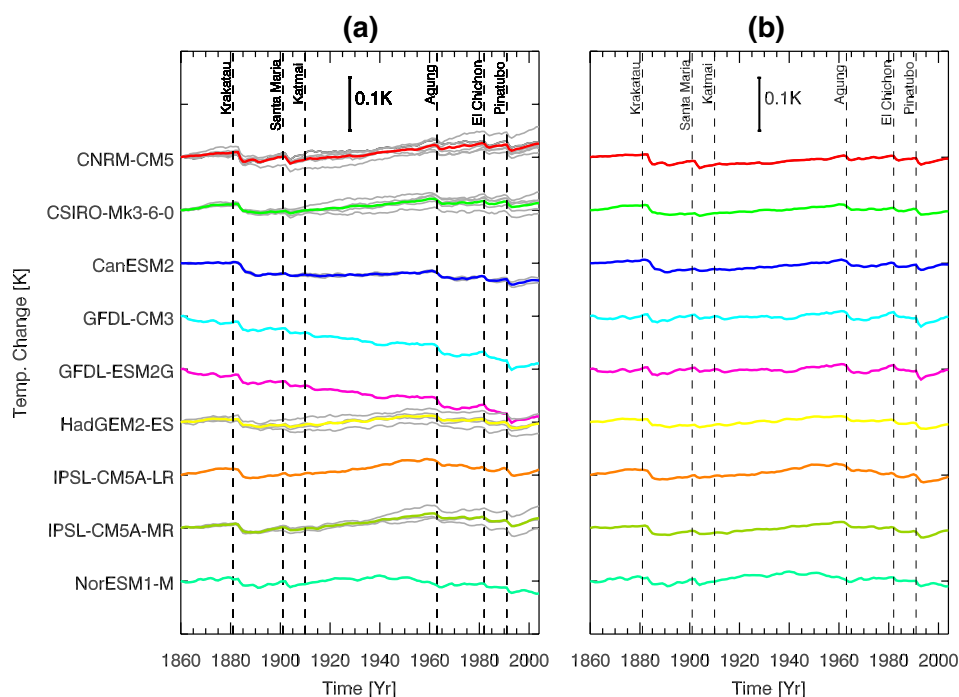 (a) (b)
Krakatau Santa Maria Katmai Agung El Chichon Pinatubo
Krakatau Santa Maria Katmai Agung El Chichon Pinatubo
0.1K 0.1K
Temp. Change [K]
CNRM-CM5
CSIRO-Mk3-6-0
CanESM2
GFDL-CM3
GFDL-ESM2G
HadGEM2-ES
IPSL-CM5A-LR
IPSL-CM5A-MR
NorESM1-M
1860 1880 1900 1920 1940 1960 1980 2000 1860 1880 1900 1920 1940 1960 1980 2000
Time [Yr] Time [Yr]